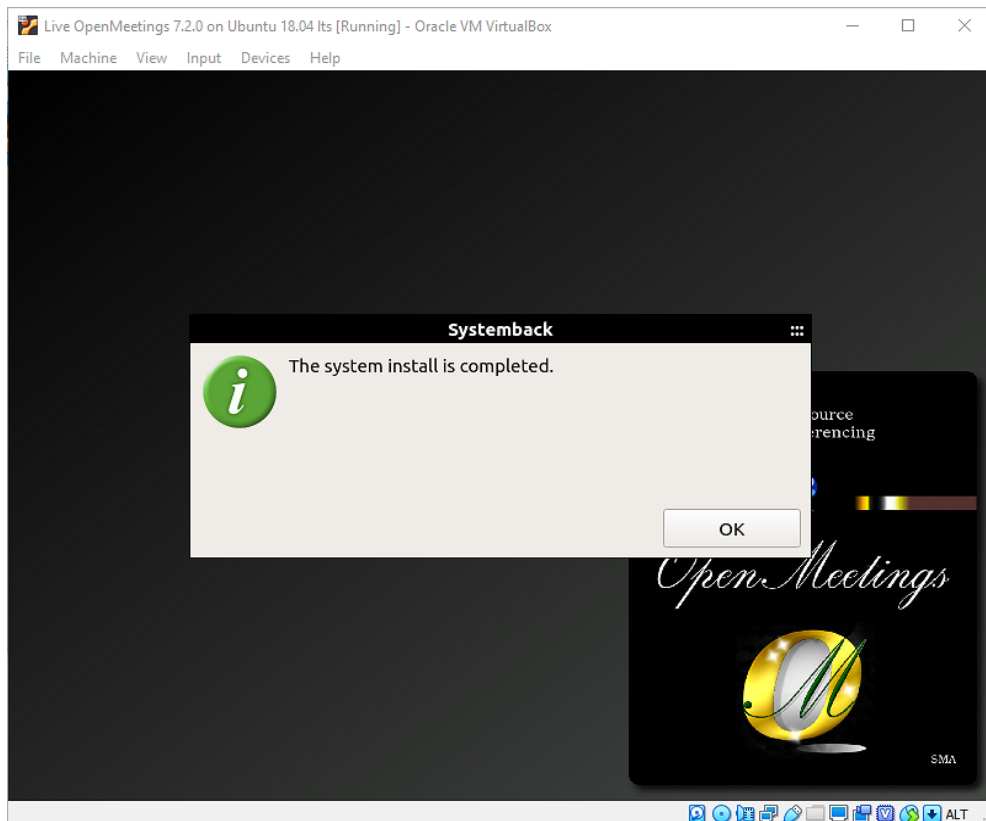 Live OpenMeetings 7.2.0 on Ubuntu 18.04 lts [Running] - Oracle VM VirtualBox
File Machine View Input Devices Help
Systemback
The system install is completed.
OK
ource
erencing
OpenMeetings
M
SMA
ALT